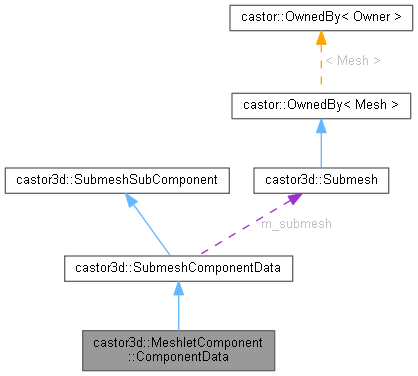 castor::OwnedBy< Owner >
< Mesh >
castor::OwnedBy< Mesh >
castor3d::SubmeshSubComponent
castor3d::Submesh
m_submesh
castor3d::SubmeshComponentData
castor3d::MeshletComponent
::ComponentData